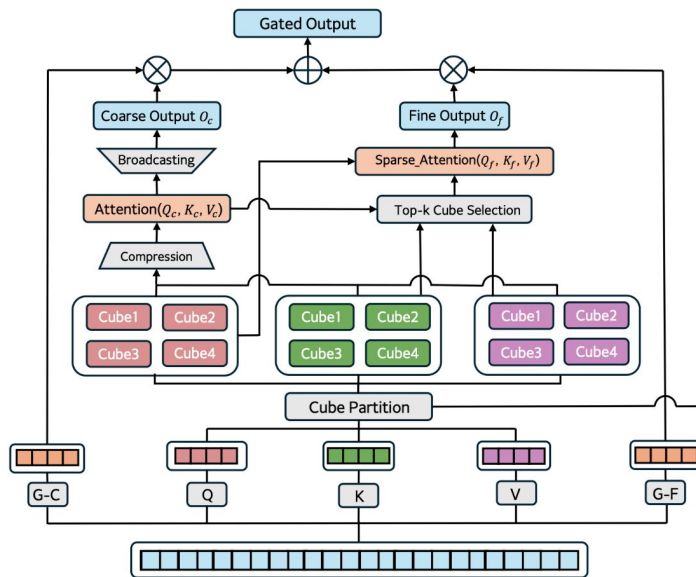 Gated Output
Coarse Output O_c
Fine Output O_f
Broadcasting
Sparse_Attention(Q_f, K_f, V_f)
Attention(Q_c, K_c, V_c)
Top-k Cube Selection
Compression
Cube1 Cube2
Cube3 Cube4
Cube1 Cube2
Cube3 Cube4
Cube1 Cube2
Cube3 Cube4
Cube Partition
G-C
Q
K
V
G-F